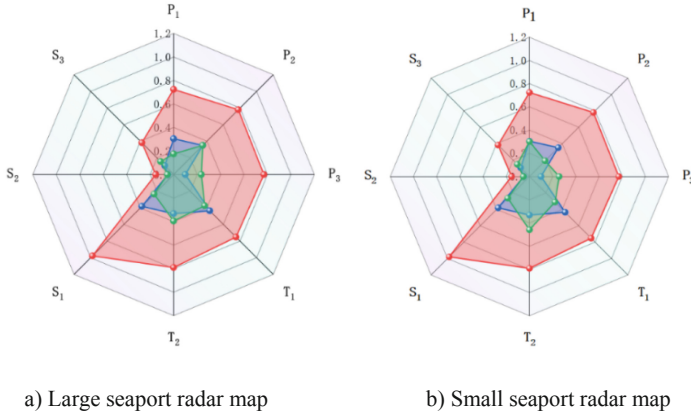 P₁
1.2
S₃
1.0
P₂
0.8
0.6
0.4
S₂
P₃
S₁
T₁
T₂
a) Large seaport radar map
P₁
1.2
S₃
1.0
P₂
0.8
0.6
0.4
S₂
S₁
T₁
T₂
b) Small seaport radar map